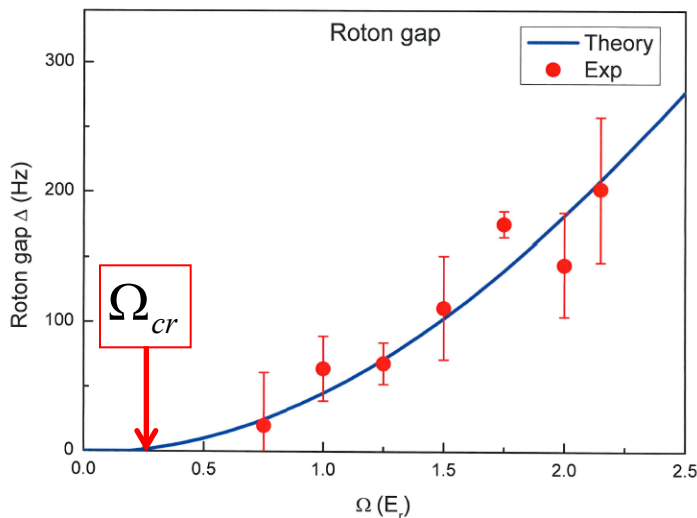 Roton gap
Theory
Exp
300
200
100
0
Roton gap Δ (Hz)
Ω_cr
0.0 0.5 1.0 1.5 2.0 2.5
Ω (E_r)